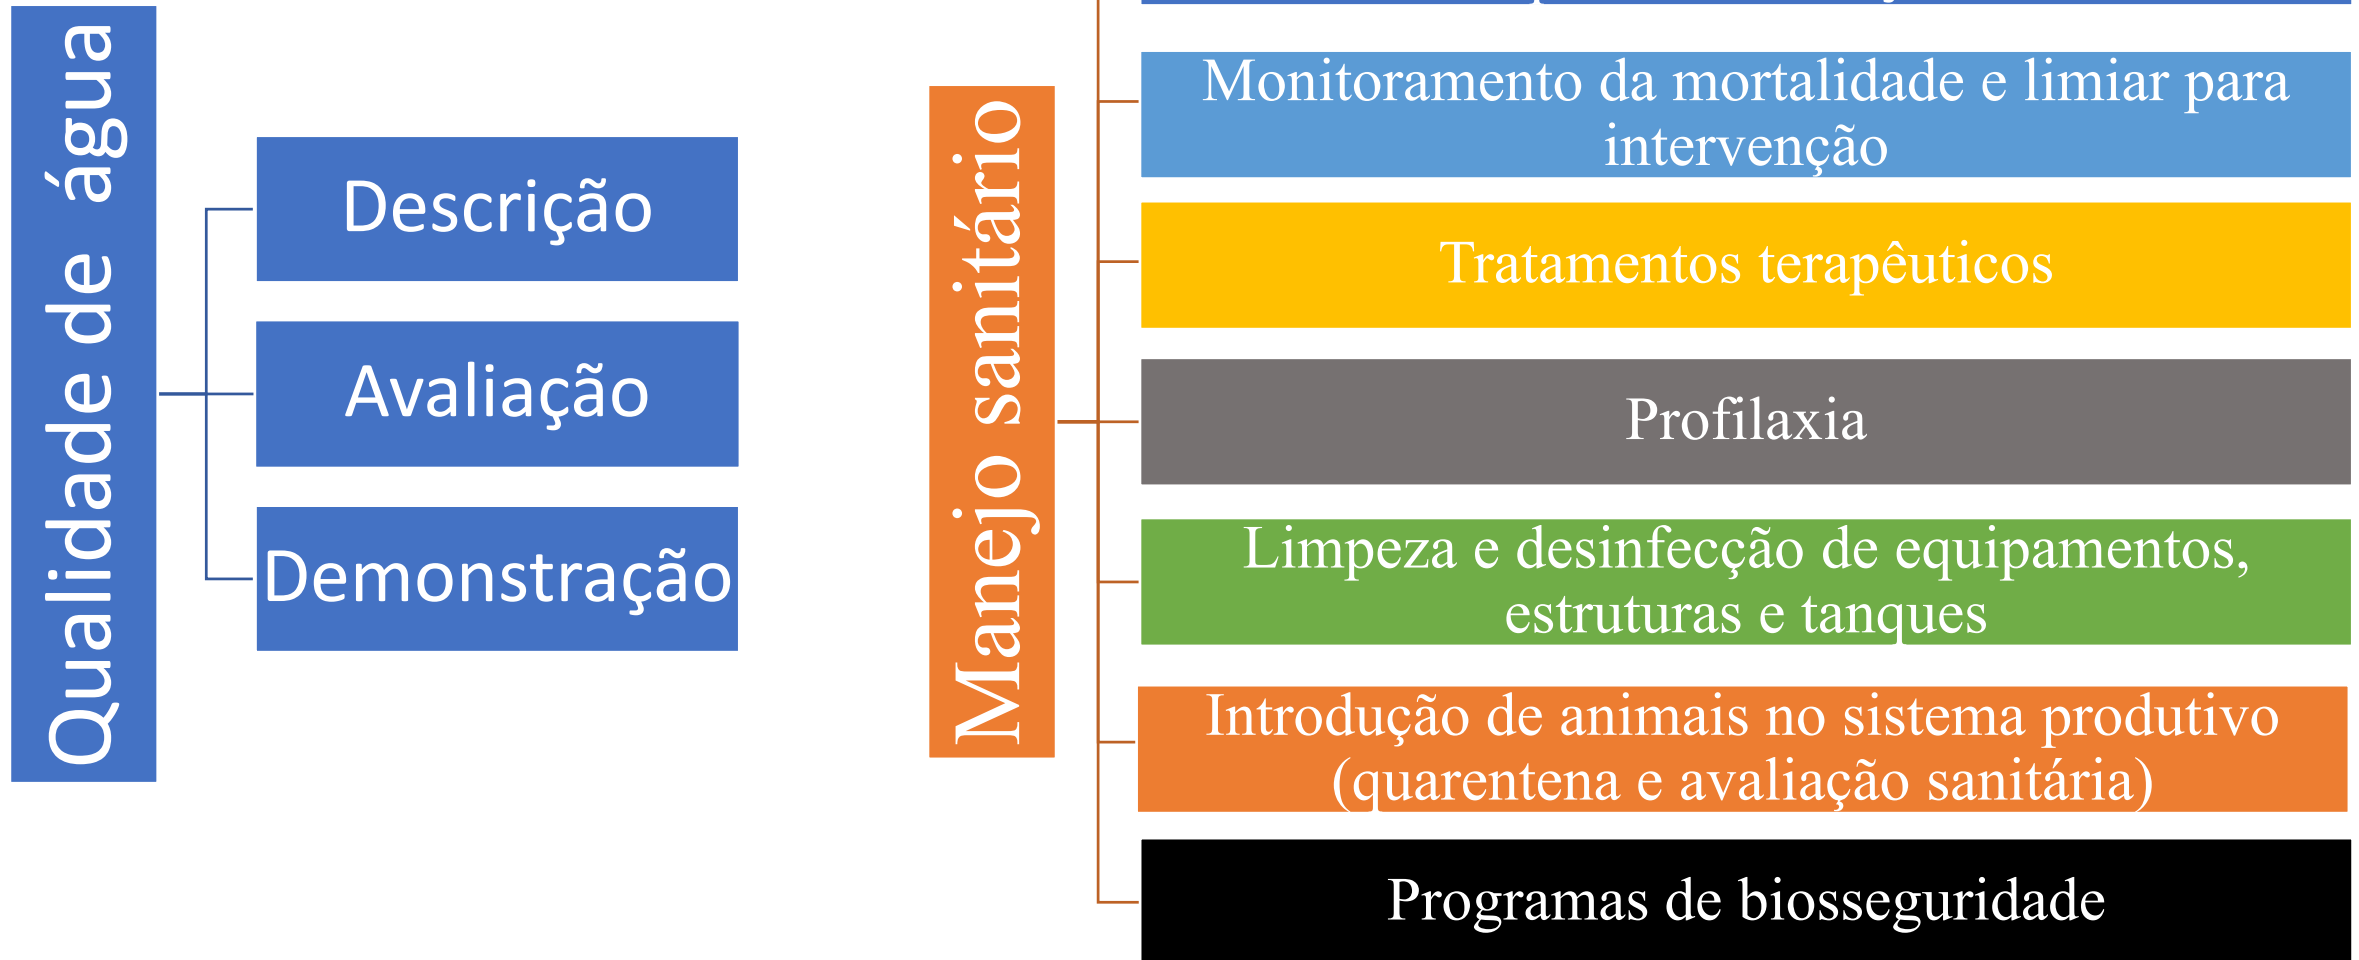 Qualidade de água
Descrição
Avaliação
Demonstração
Manejo sanitário
Monitoramento da mortalidade e limiar para
intervenção
Tratamentos terapêuticos
Profilaxia
Limpeza e desinfecção de equipamentos,
estruturas e tanques
Introdução de animais no sistema produtivo
(quarentena e avaliação sanitária)
Programas de biosseguridade